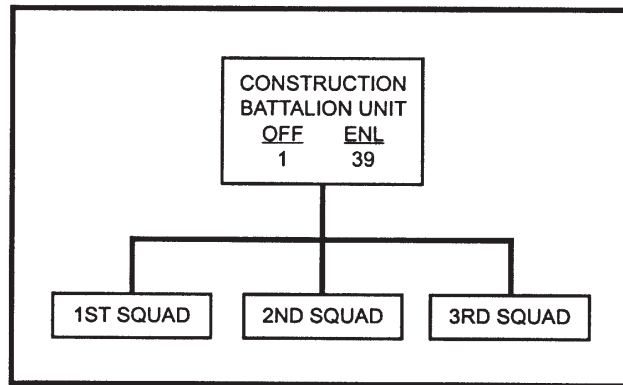 CONSTRUCTION
BATTALION UNIT
OFF ENL
1 39
1ST SQUAD 2ND SQUAD 3RD SQUAD